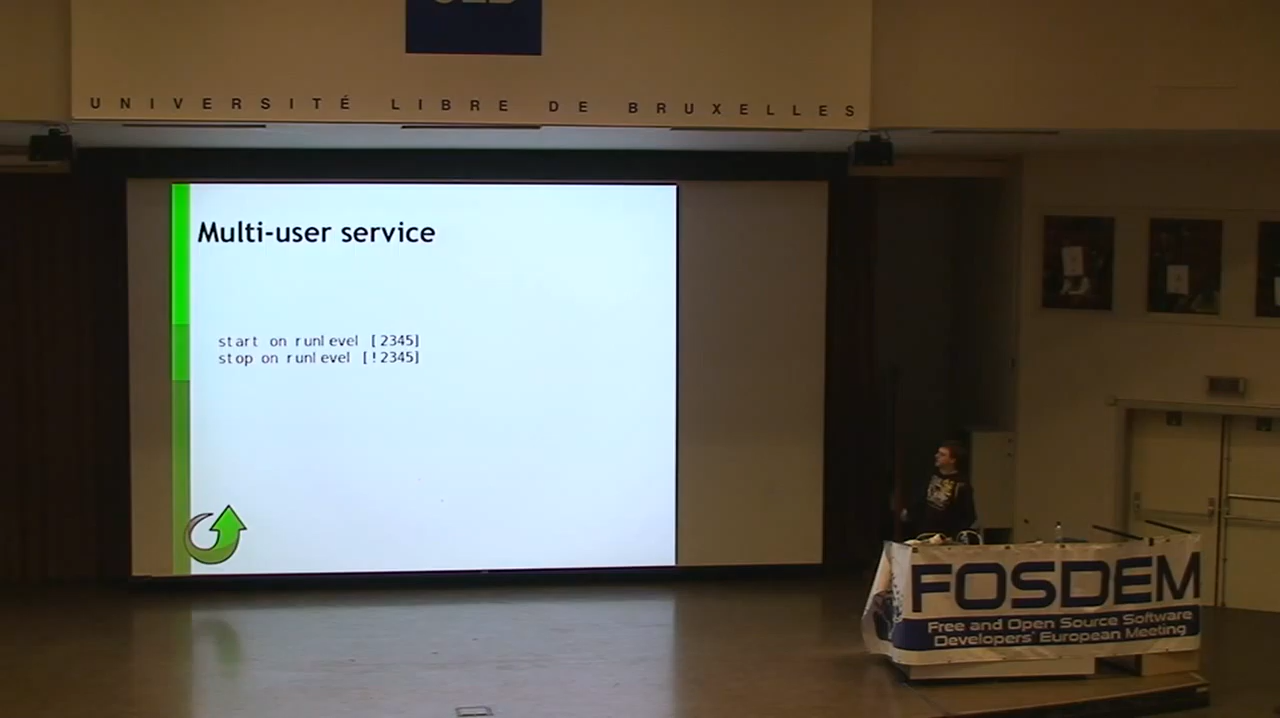 UNIVERSITÉ LIBRE DE BRUXELLES
Multi-user service
start on runlevel [2345]
stop on runlevel [!2345]
FOSDEM
Free and Open Source Software
Developers' European Meeting